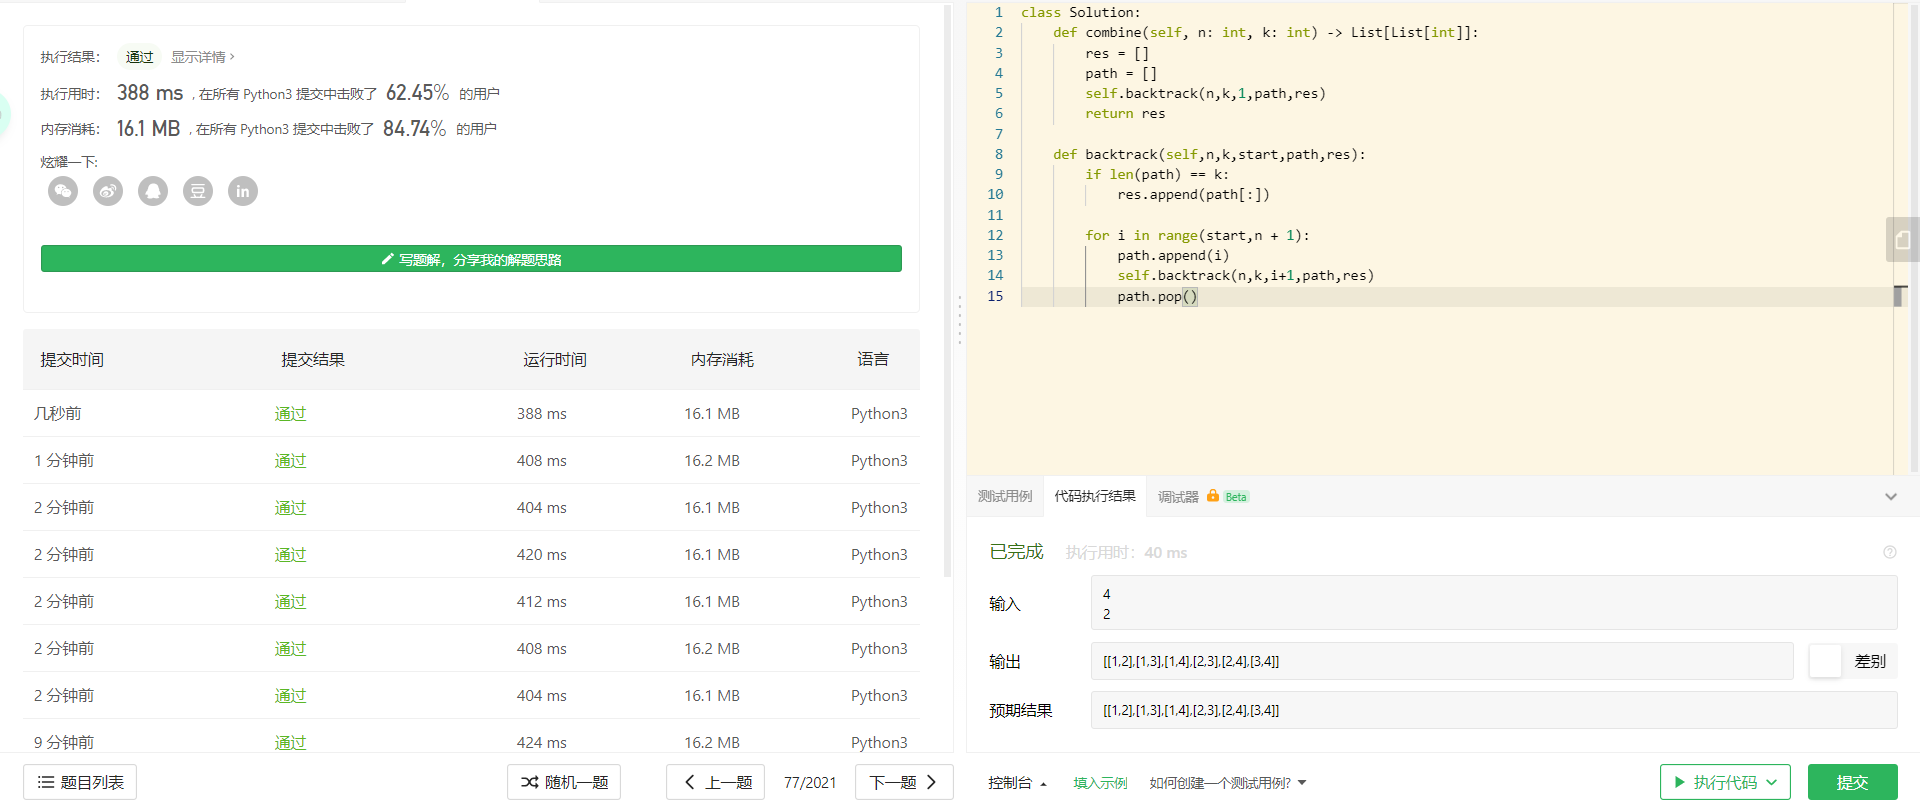 执行结果： 通过 显示详情 ›
执行用时： 388 ms ，在所有 Python3 提交中击败了 62.45% 的用户
内存消耗： 16.1 MB ，在所有 Python3 提交中击败了 84.74% 的用户
炫耀一下:
豆 in
写题解，分享我的解题思路
提交时间 提交结果 运行时间 内存消耗 语言
几秒前 通过 388 ms 16.1 MB Python3
1 分钟前 通过 408 ms 16.2 MB Python3
2 分钟前 通过 404 ms 16.1 MB Python3
2 分钟前 通过 420 ms 16.1 MB Python3
2 分钟前 通过 412 ms 16.1 MB Python3
2 分钟前 通过 408 ms 16.2 MB Python3
2 分钟前 通过 404 ms 16.1 MB Python3
9 分钟前 通过 424 ms 16.2 MB Python3
题目列表 随机一题 上一题 77/2021 下一题
1 class Solution:
2     def combine(self, n: int, k: int) -> List[List[int]]:
3         res = []
4         path = []
5         self.backtrack(n,k,1,path,res)
6         return res
7
8     def backtrack(self,n,k,start,path,res):
9         if len(path) == k:
10             res.append(path[:])
11
12         for i in range(start,n + 1):
13             path.append(i)
14             self.backtrack(n,k,i+1,path,res)
15             path.pop()
测试用例 代码执行结果 调试器 Beta
已完成 执行用时：40 ms
输入
4
2
输出 [[1,2],[1,3],[1,4],[2,3],[2,4],[3,4]] 差别
预期结果 [[1,2],[1,3],[1,4],[2,3],[2,4],[3,4]]
控制台 填入示例 如何创建一个测试用例? 执行代码 提交